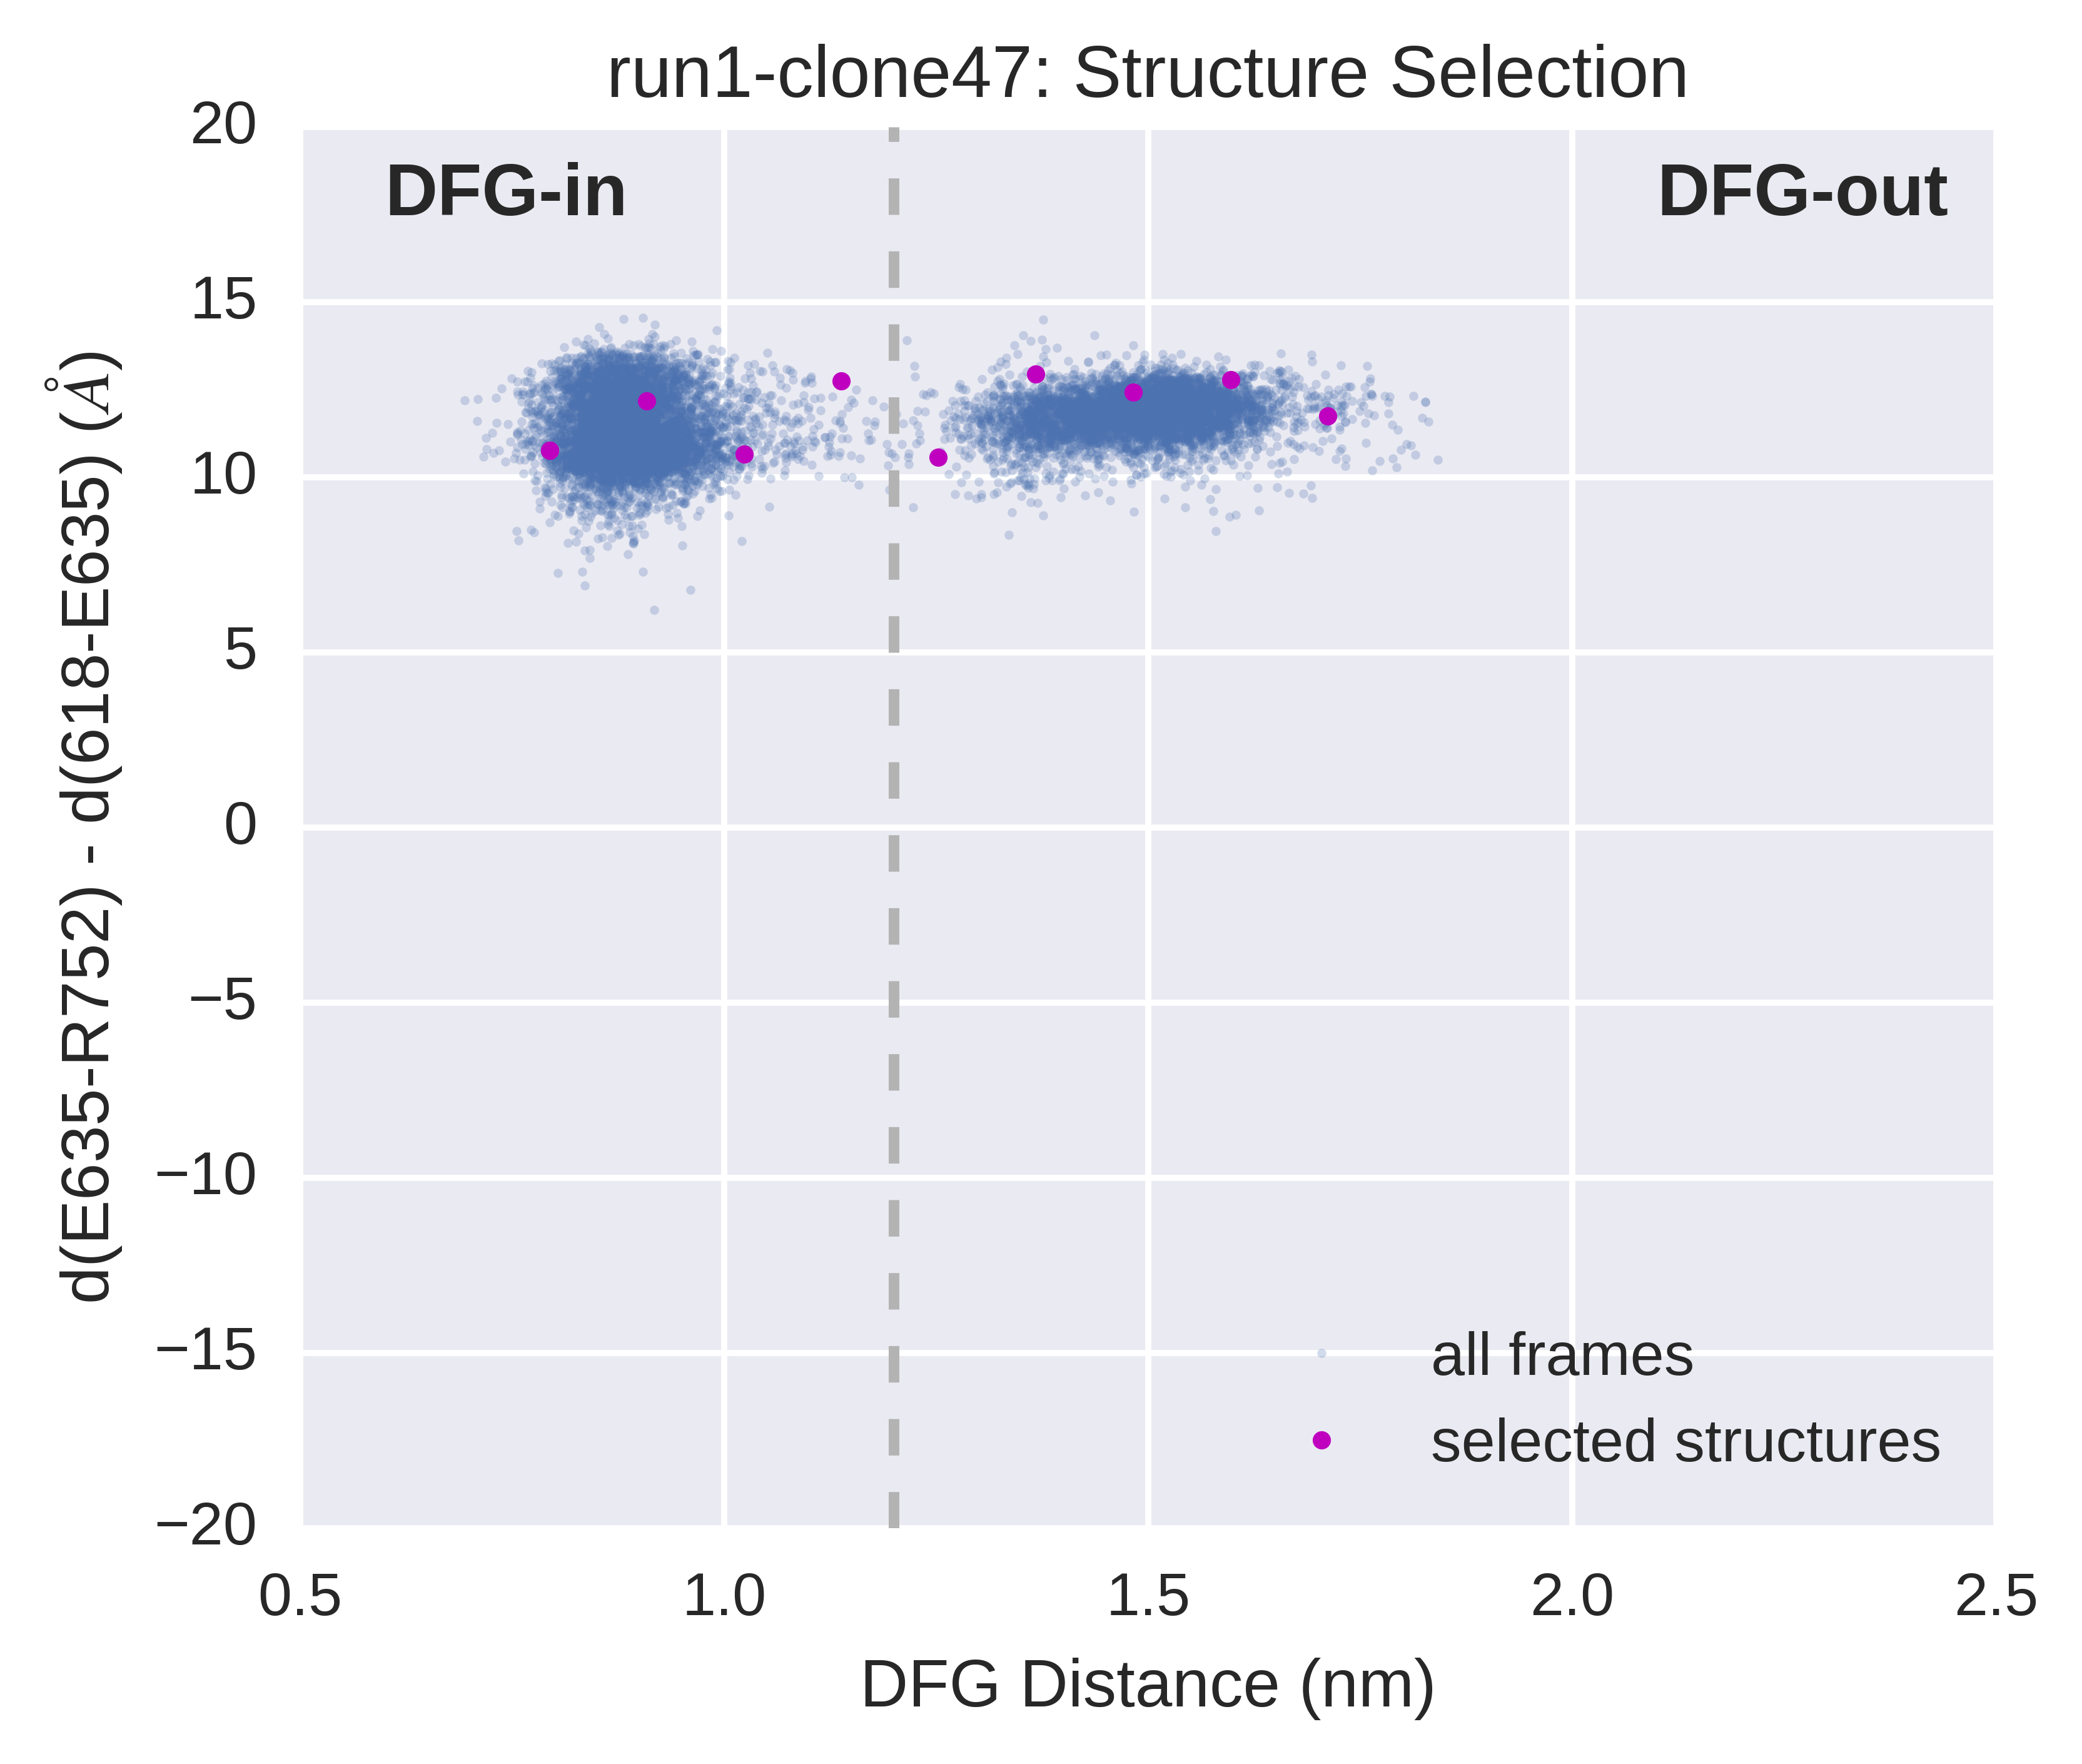 run1-clone47: Structure Selection
20
15
10
5
0
−5
−10
−15
−20
d(E635-R752) - d(618-E635) (Å)
DFG-in
DFG-out
all frames
selected structures
0.5
1.0
1.5
2.0
2.5
DFG Distance (nm)